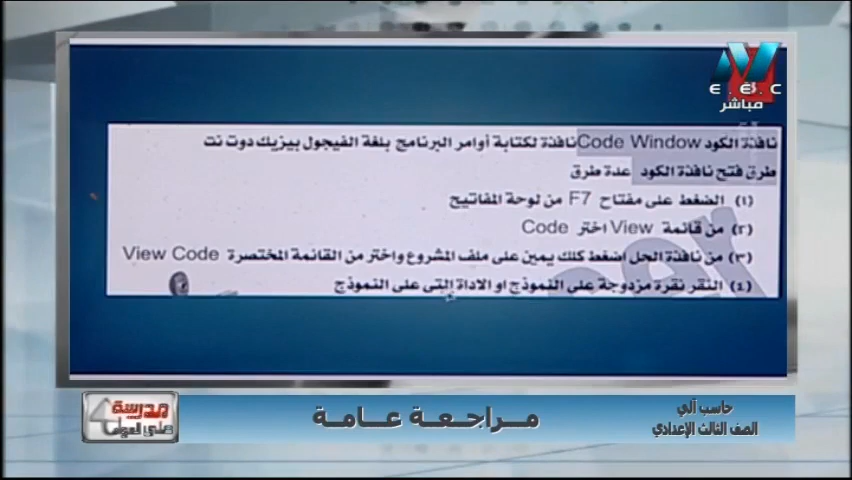 E.E.C
مباشر
نافذة الكود Code Window نافذة لكتابة أوامر البرنامج بلغة الفيجول بيزيك دوت نت
طرق فتح نافذة الكود عدة طرق
(١) الضغط على مفتاح F7 من لوحة المفاتيح
(٢) من قائمة View اختر Code
(٣) من نافذة الحل اضغط كلك يمين على ملف المشروع واختر من القائمة المختصرة View Code
(٤) النقر نقرة مزدوجة على النموذج او الاداة التى على النموذج
حاسب آلي
الصف الثالث الإعدادي
مـراجـعـة عـامـة
مدرسة
على الهواء